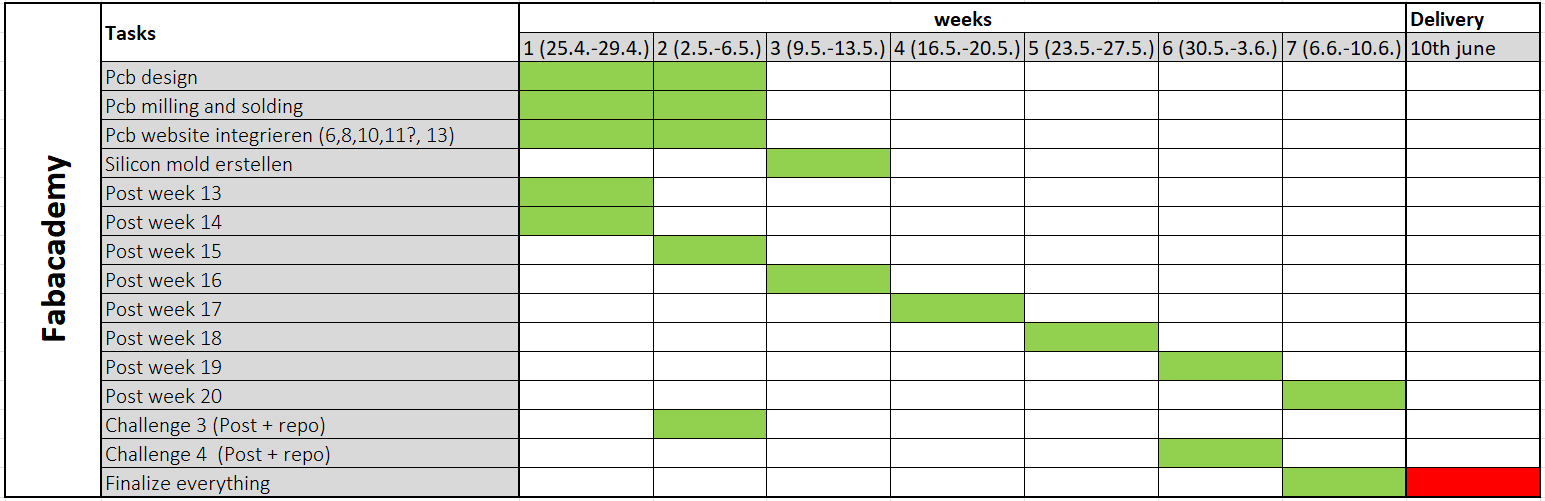 Fabacademy
Tasks
weeks
Delivery
1 (25.4.-29.4.) 2 (2.5.-6.5.) 3 (9.5.-13.5.) 4 (16.5.-20.5.) 5 (23.5.-27.5.) 6 (30.5.-3.6.) 7 (6.6.-10.6.) 10th june
Pcb design
Pcb milling and solding
Pcb website integrieren (6,8,10,11?, 13)
Silicon mold erstellen
Post week 13
Post week 14
Post week 15
Post week 16
Post week 17
Post week 18
Post week 19
Post week 20
Challenge 3 (Post + repo)
Challenge 4  (Post + repo)
Finalize everything